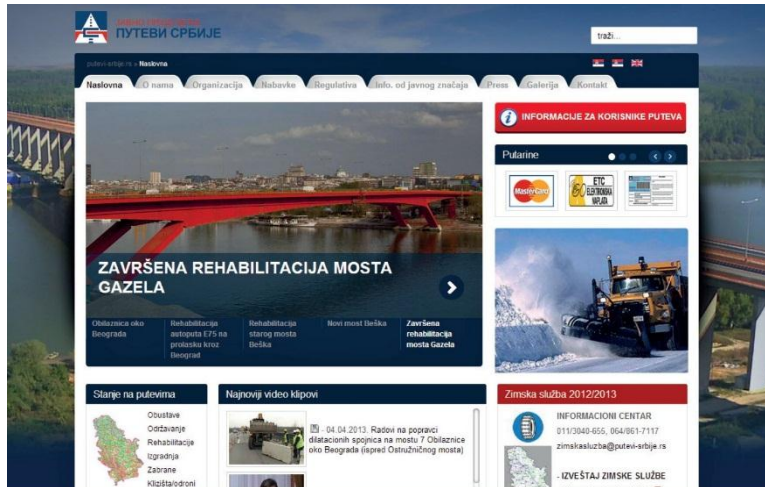 ЈАВНО ПРЕДУЗЕЋЕ
ПУТЕВИ СРБИЈЕ
traži...
putevi-srbije.rs » Naslovna
Naslovna
O nama
Organizacija
Nabavke
Regulativa
Info. od javnog značaja
Press
Galerija
Kontakt
INFORMACIJE ZA KORISNIKE PUTEVA
Putarine
MasterCard
ETC
ELEKTRONSKA
NAPLATA
ZAVRŠENA REHABILITACIJA MOSTA
GAZELA
Obilaznica oko
Beograda
Rehabilitacija
autoputa E75 na
prolasku kroz
Beograd
Rehabilitacija
starog mosta
Beška
Novi most Beška
Završena
rehabilitacija
mosta Gazela
Stanje na putevima
Obustave
Održavanje
Rehabilitacije
Izgradnja
Zabrane
Klizišta/odroni
Najnoviji video klipovi
- 04.04.2013. Radovi na popravci
dilatacionih spojnica na mostu 7 Obilaznice
oko Beograda (ispred Ostružničnog mosta)
Zimska služba 2012/2013
INFORMACIONI CENTAR
011/3040-655, 064/861-7117
zimskasluzba@putevi-srbije.rs
- IZVEŠTAJ ZIMSKE SLUŽBE